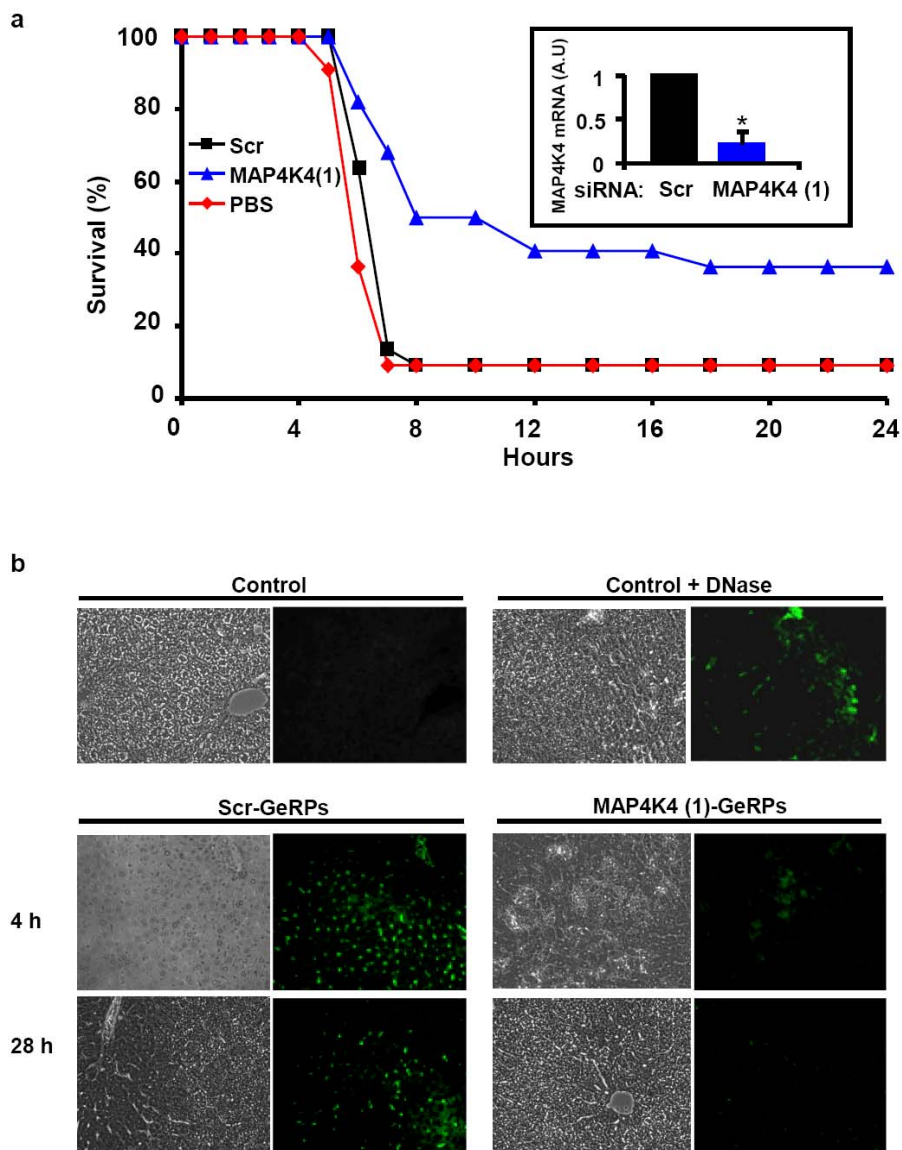 a
100
80
60
40
20
0
Survival (%)
Scr
MAP4K4(1)
PBS
0 4 8 12 16 20 24
Hours
MAP4K4 mRNA (A.U)
1
0.5
0
*
siRNA: Scr MAP4K4 (1)
b
Control
Control + DNase
Scr-GeRPs
MAP4K4 (1)-GeRPs
4 h
28 h